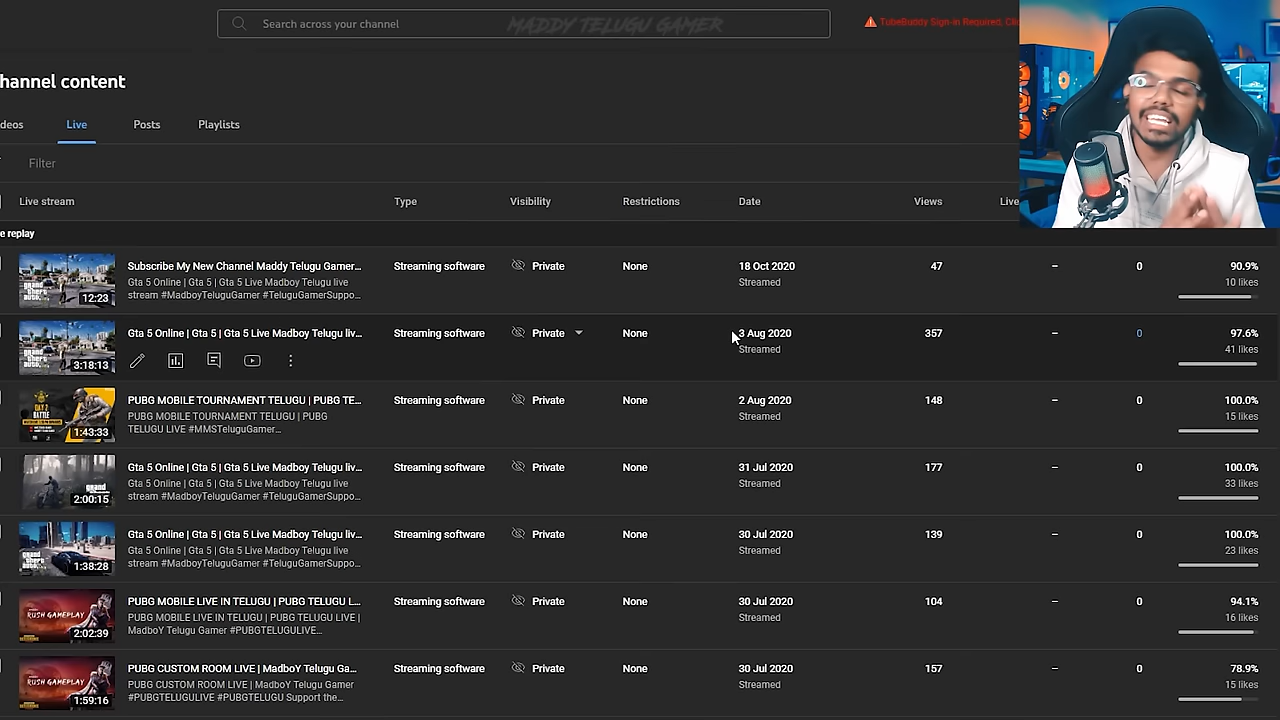 Search across your channel
MADDY TELUGU GAMER
TubeBuddy Sign-in Required, Cli
hannel content
deos
Live
Posts
Playlists
Filter
Live stream
Type
Visibility
Restrictions
Date
Views
Live
e replay
Subscribe My New Channel Maddy Telugu Gamer...
Gta 5 Online | Gta 5 | Gta 5 Live Madboy Telugu live
stream #MadboyTeluguGamer #TeluguGamerSuppo...
12:23
Streaming software
Private
None
18 Oct 2020
Streamed
47
–
0
90.9%
10 likes
Gta 5 Online | Gta 5 | Gta 5 Live Madboy Telugu liv...
3:18:13
Streaming software
Private
None
3 Aug 2020
Streamed
357
–
0
97.6%
41 likes
PUBG MOBILE TOURNAMENT TELUGU | PUBG TE...
PUBG MOBILE TOURNAMENT TELUGU | PUBG
TELUGU LIVE #MMSTeluguGamer...
DAY 2
BATTLE
1:43:33
Streaming software
Private
None
2 Aug 2020
Streamed
148
–
0
100.0%
15 likes
Gta 5 Online | Gta 5 | Gta 5 Live Madboy Telugu liv...
Gta 5 Online | Gta 5 | Gta 5 Live Madboy Telugu live
stream #MadboyTeluguGamer #TeluguGamerSuppo...
2:00:15
Streaming software
Private
None
31 Jul 2020
Streamed
177
–
0
100.0%
33 likes
Gta 5 Online | Gta 5 | Gta 5 Live Madboy Telugu liv...
Gta 5 Online | Gta 5 | Gta 5 Live Madboy Telugu live
stream #MadboyTeluguGamer #TeluguGamerSuppo...
1:38:28
Streaming software
Private
None
30 Jul 2020
Streamed
139
–
0
100.0%
23 likes
PUBG MOBILE LIVE IN TELUGU | PUBG TELUGU L...
PUBG MOBILE LIVE IN TELUGU | PUBG TELUGU LIVE |
MadboY Telugu Gamer #PUBGTELUGULIVE...
RUSH GAMEPLAY
2:02:39
Streaming software
Private
None
30 Jul 2020
Streamed
104
–
0
94.1%
16 likes
PUBG CUSTOM ROOM LIVE | MadboY Telugu Ga...
PUBG CUSTOM ROOM LIVE | MadboY Telugu Gamer
#PUBGTELUGULIVE #PUBGTELUGU Support the...
RUSH GAMEPLAY
1:59:16
Streaming software
Private
None
30 Jul 2020
Streamed
157
–
0
78.9%
15 likes